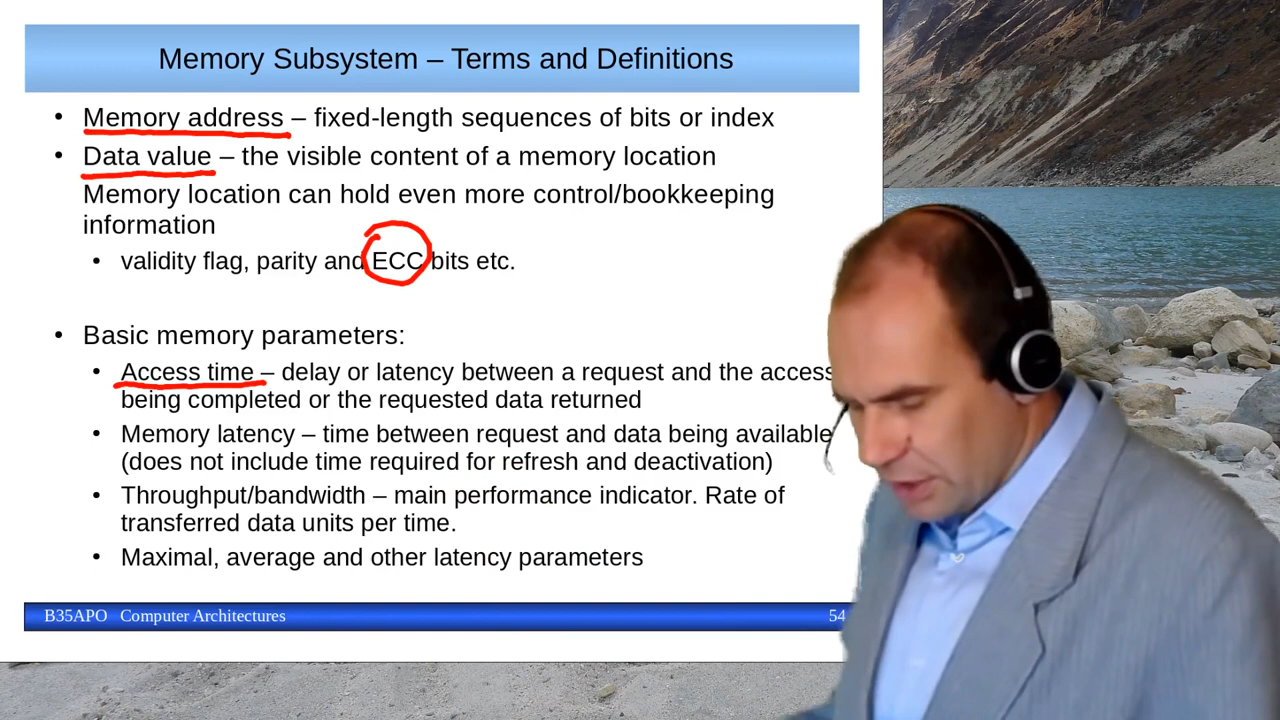 Memory Subsystem – Terms and Definitions
• Memory address – fixed-length sequences of bits or index
• Data value – the visible content of a memory location
Memory location can hold even more control/bookkeeping
information
• validity flag, parity and ECC bits etc.
• Basic memory parameters:
• Access time – delay or latency between a request and the access
being completed or the requested data returned
• Memory latency – time between request and data being available
(does not include time required for refresh and deactivation)
• Throughput/bandwidth – main performance indicator. Rate of
transferred data units per time.
• Maximal, average and other latency parameters
B35APO Computer Architectures 54